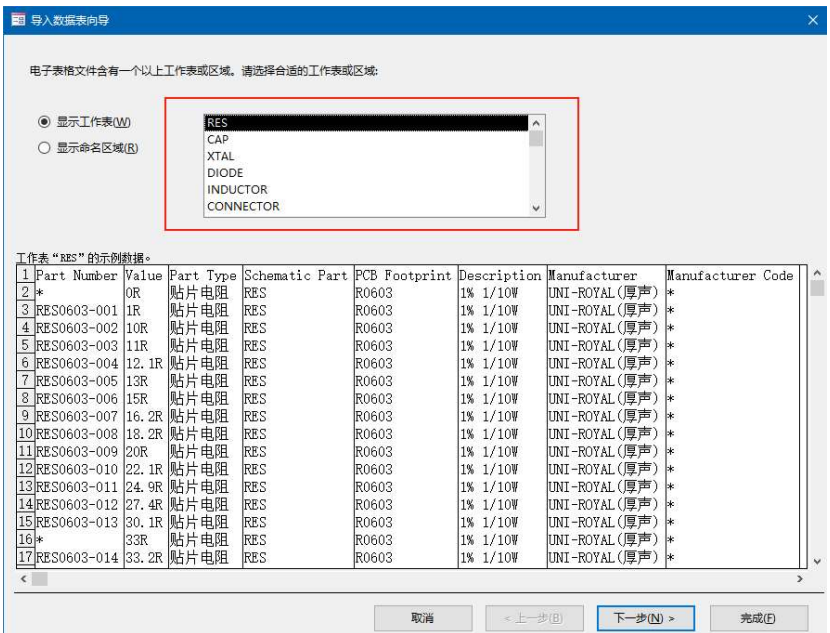 导入数据表向导
电子表格文件含有一个以上工作表或区域。请选择合适的工作表或区域:
显示工作表(W)
显示命名区域(R)
RES
CAP
XTAL
DIODE
INDUCTOR
CONNECTOR
工作表“RES”的示例数据。
1 Part Number Value Part Type Schematic Part PCB Footprint Description Manufacturer Manufacturer Code
2 * 0R 贴片电阻 RES R0603 1% 1/10W UNI-ROYAL(厚声) *
3 RES0603-001 1R 贴片电阻 RES R0603 1% 1/10W UNI-ROYAL(厚声) *
4 RES0603-002 10R 贴片电阻 RES R0603 1% 1/10W UNI-ROYAL(厚声) *
5 RES0603-003 11R 贴片电阻 RES R0603 1% 1/10W UNI-ROYAL(厚声) *
6 RES0603-004 12.1R 贴片电阻 RES R0603 1% 1/10W UNI-ROYAL(厚声) *
7 RES0603-005 13R 贴片电阻 RES R0603 1% 1/10W UNI-ROYAL(厚声) *
8 RES0603-006 15R 贴片电阻 RES R0603 1% 1/10W UNI-ROYAL(厚声) *
9 RES0603-007 16.2R 贴片电阻 RES R0603 1% 1/10W UNI-ROYAL(厚声) *
10 RES0603-008 18.2R 贴片电阻 RES R0603 1% 1/10W UNI-ROYAL(厚声) *
11 RES0603-009 20R 贴片电阻 RES R0603 1% 1/10W UNI-ROYAL(厚声) *
12 RES0603-010 22.1R 贴片电阻 RES R0603 1% 1/10W UNI-ROYAL(厚声) *
13 RES0603-011 24.9R 贴片电阻 RES R0603 1% 1/10W UNI-ROYAL(厚声) *
14 RES0603-012 27.4R 贴片电阻 RES R0603 1% 1/10W UNI-ROYAL(厚声) *
15 RES0603-013 30.1R 贴片电阻 RES R0603 1% 1/10W UNI-ROYAL(厚声) *
16 * 33R 贴片电阻 RES R0603 1% 1/10W UNI-ROYAL(厚声) *
17 RES0603-014 33.2R 贴片电阻 RES R0603 1% 1/10W UNI-ROYAL(厚声) *
取消 < 上一步(B) 下一步(N) > 完成(F)